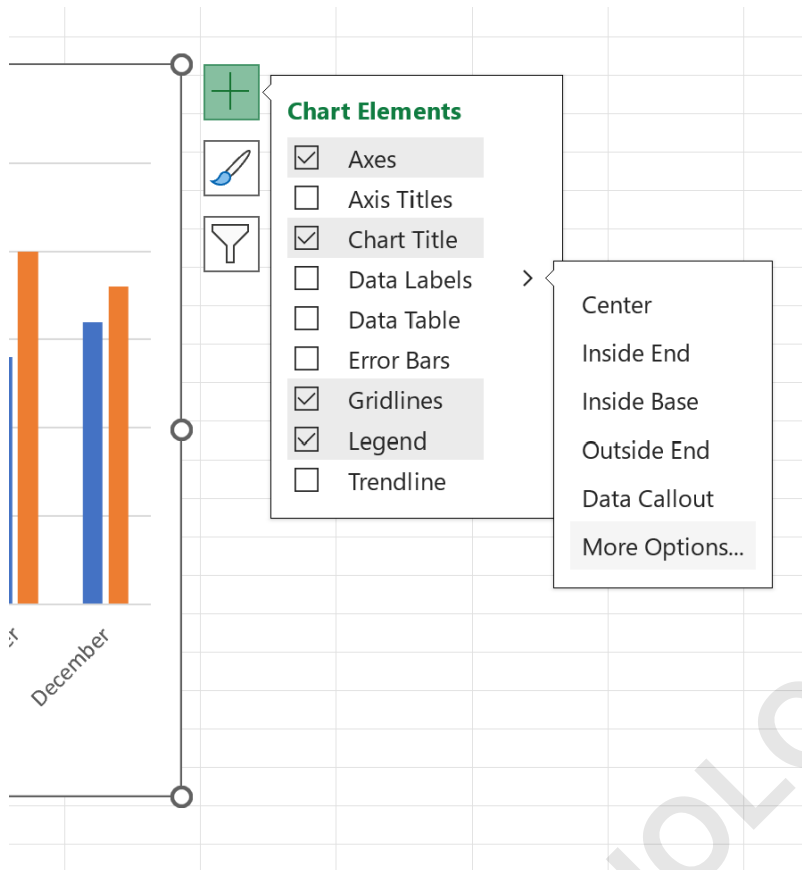 Chart Elements
Axes
Axis Titles
Chart Title
Data Labels
Data Table
Error Bars
Gridlines
Legend
Trendline
Center
Inside End
Inside Base
Outside End
Data Callout
More Options...
December